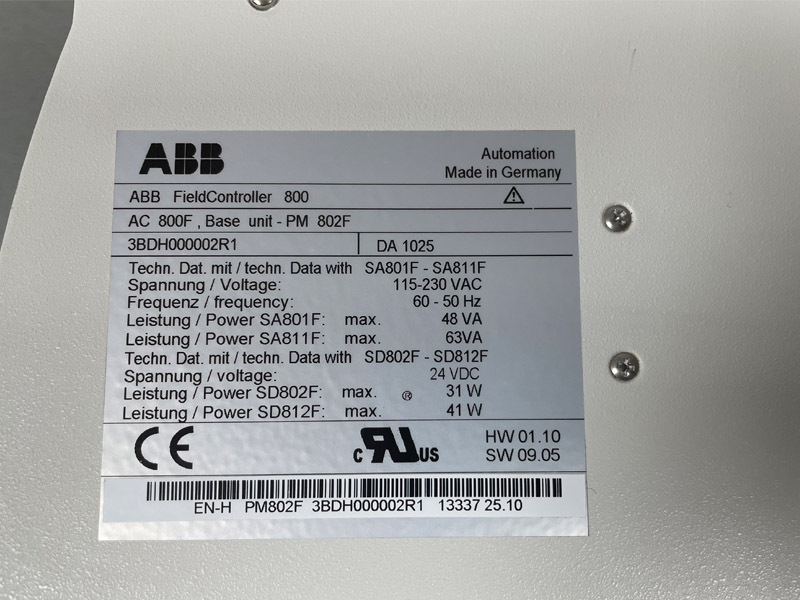 ABB
Automation
Made in Germany
ABB FieldController 800
AC 800F , Base unit - PM 802F
3BDH000002R1 DA 1025
Techn. Dat. mit / techn. Data with SA801F - SA811F
Spannung / Voltage: 115-230 VAC
Frequenz / frequency: 60 - 50 Hz
Leistung / Power SA801F: max. 48 VA
Leistung / Power SA811F: max. 63VA
Techn. Dat. mit / techn. Data with SD802F - SD812F
Spannung / voltage: 24 VDC
Leistung / Power SD802F: max. ® 31 W
Leistung / Power SD812F: max. 41 W
CE c RU US HW 01.10
SW 09.05
EN-H PM802F 3BDH000002R1 13337 25.10